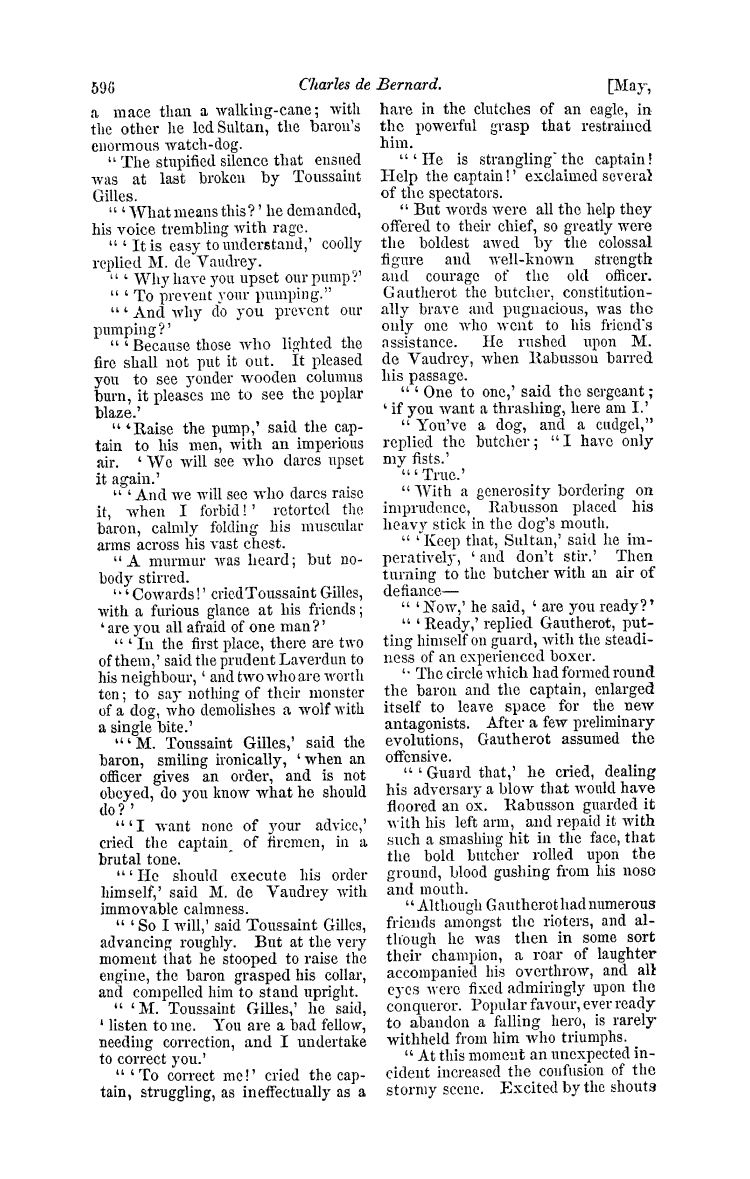 596
Charles de Bernard.
[May,
a mace than a walking-cane; with
the other he led Sultan, the baron's
enormous watch-dog.
"The stupified silence that ensued
was at last broken by Toussaint
Gilles.
"'What means this?' he demanded,
his voice trembling with rage.
"'It is easy to understand,' coolly
replied M. de Vaudrey.
"'Why have you upset our pump?'
"'To prevent your pumping."
"'And why do you prevent our
pumping?'
"'Because those who lighted the
fire shall not put it out. It pleased
you to see yonder wooden columns
burn, it pleases me to see the poplar
blaze.'
"'Raise the pump,' said the cap-
tain to his men, with an imperious
air. 'We will see who dares upset
it again.'
"'And we will see who dares raise
it, when I forbid!' retorted the
baron, calmly folding his muscular
arms across his vast chest.
"A murmur was heard; but no-
body stirred.
"'Cowards!' cried Toussaint Gilles,
with a furious glance at his friends;
'are you all afraid of one man?'
"'In the first place, there are two
of them,' said the prudent Laverdun to
his neighbour, 'and two who are worth
ten; to say nothing of their monster
of a dog, who demolishes a wolf with
a single bite.'
"'M. Toussaint Gilles,' said the
baron, smiling ironically, 'when an
officer gives an order, and is not
obeyed, do you know what he should
do?'
"'I want none of your advice,'
cried the captain of firemen, in a
brutal tone.
"'He should execute his order
himself,' said M. de Vaudrey with
immovable calmness.
"'So I will,' said Toussaint Gilles,
advancing roughly. But at the very
moment that he stooped to raise the
engine, the baron grasped his collar,
and compelled him to stand upright.
"'M. Toussaint Gilles,' he said,
'listen to me. You are a bad fellow,
needing correction, and I undertake
to correct you.'
"'To correct me!' cried the cap-
tain, struggling, as ineffectually as a
hare in the clutches of an eagle, in
the powerful grasp that restrained
him.
"'He is strangling the captain!
Help the captain!' exclaimed several
of the spectators.
"But words were all the help they
offered to their chief, so greatly were
the boldest awed by the colossal
figure and well-known strength
and courage of the old officer.
Gautherot the butcher, constitution-
ally brave and pugnacious, was the
only one who went to his friend's
assistance. He rushed upon M.
de Vaudrey, when Rabusson barred
his passage.
"'One to one,' said the sergeant;
'if you want a thrashing, here am I.'
"You've a dog, and a cudgel,"
replied the butcher; "I have only
my fists.'
"'True.'
"With a generosity bordering on
imprudence, Rabusson placed his
heavy stick in the dog's mouth.
"'Keep that, Sultan,' said he im-
peratively, 'and don't stir.' Then
turning to the butcher with an air of
defiance—
"'Now,' he said, 'are you ready?'
"'Ready,' replied Gautherot, put-
ting himself on guard, with the steadi-
ness of an experienced boxer.
"The circle which had formed round
the baron and the captain, enlarged
itself to leave space for the new
antagonists. After a few preliminary
evolutions, Gautherot assumed the
offensive.
"'Guard that,' he cried, dealing
his adversary a blow that would have
floored an ox. Rabusson guarded it
with his left arm, and repaid it with
such a smashing hit in the face, that
the bold butcher rolled upon the
ground, blood gushing from his nose
and mouth.
"Although Gautherot had numerous
friends amongst the rioters, and al-
though he was then in some sort
their champion, a roar of laughter
accompanied his overthrow, and all
eyes were fixed admiringly upon the
conqueror. Popular favour, ever ready
to abandon a falling hero, is rarely
withheld from him who triumphs.
"At this moment an unexpected in-
cident increased the confusion of the
stormy scene. Excited by the shouts